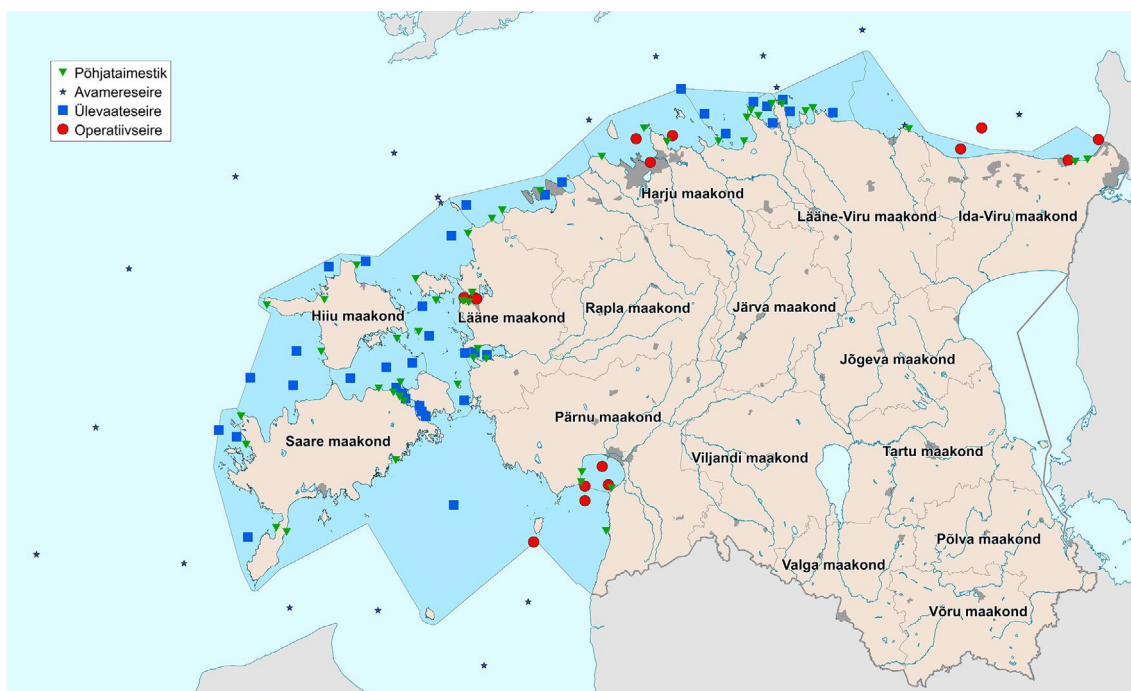 Põhjataimestik
Avamereseire
Ülevaateseire
Operatiivseire
Harju maakond
Lääne-Viru maakond
Ida-Viru maakond
Hiiu maakond
Lääne maakond
Rapla maakond
Järva maakond
Jõgeva maakond
Saare maakond
Pärnu maakond
Viljandi maakond
Tartu maakond
Valga maakond
Põlva maakond
Võru maakond